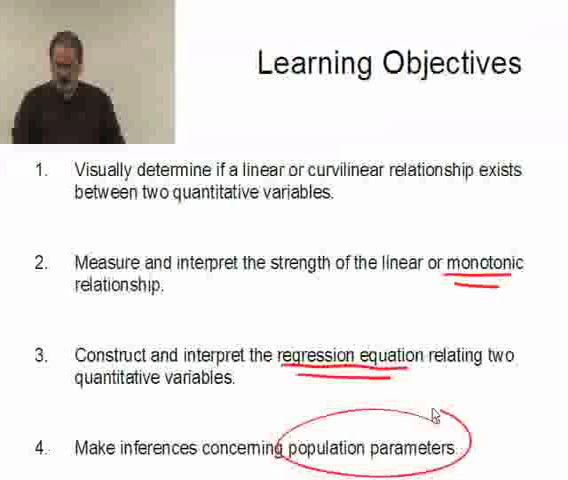 Learning Objectives
1. Visually determine if a linear or curvilinear relationship exists
between two quantitative variables.
2. Measure and interpret the strength of the linear or monotonic
relationship.
3. Construct and interpret the regression equation relating two
quantitative variables.
4. Make inferences concerning population parameters.